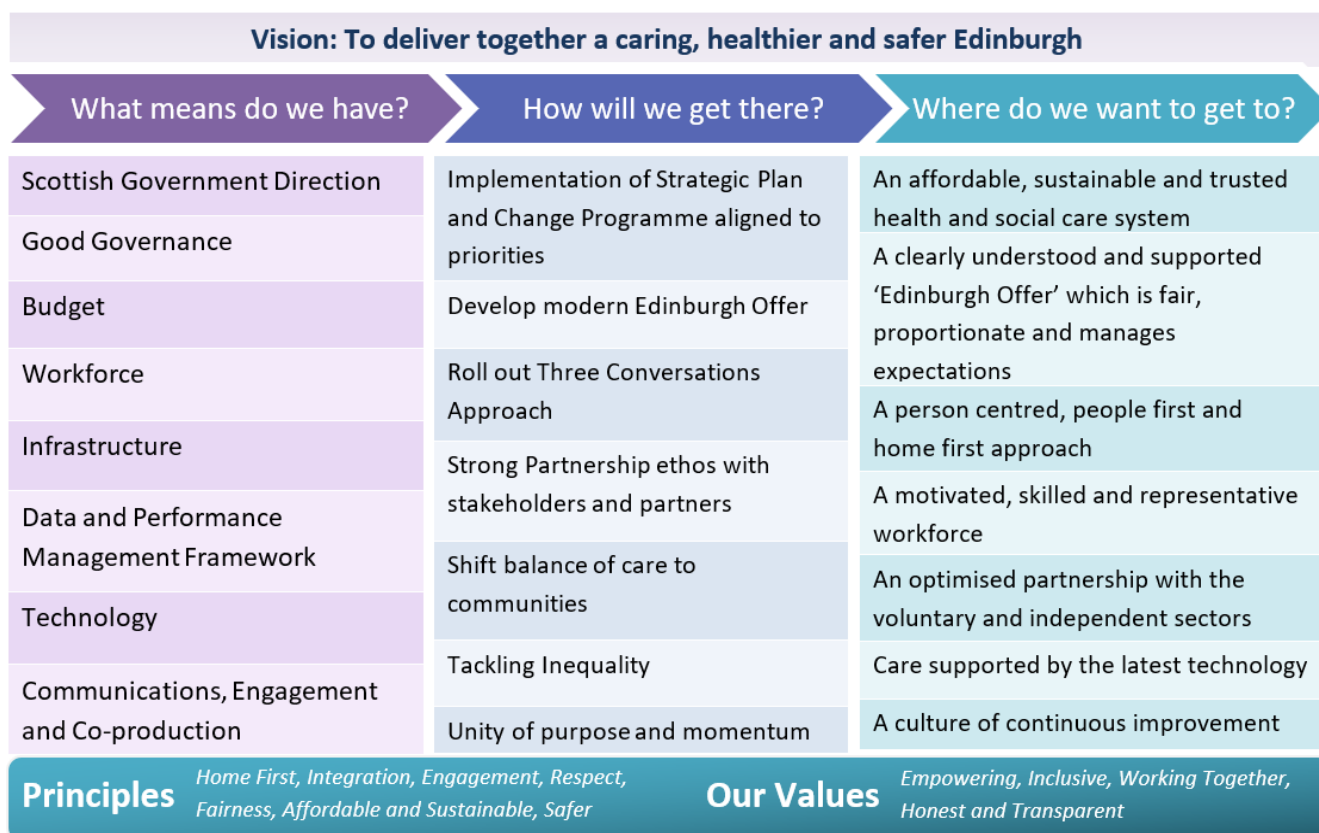 Vision: To deliver together a caring, healthier and safer Edinburgh
What means do we have?
How will we get there?
Where do we want to get to?
Scottish Government Direction
Good Governance
Budget
Workforce
Infrastructure
Data and Performance
Management Framework
Technology
Communications, Engagement
and Co-production
Implementation of Strategic Plan
and Change Programme aligned to
priorities
Develop modern Edinburgh Offer
Roll out Three Conversations
Approach
Strong Partnership ethos with
stakeholders and partners
Shift balance of care to
communities
Tackling Inequality
Unity of purpose and momentum
An affordable, sustainable and trusted
health and social care system
A clearly understood and supported
‘Edinburgh Offer’ which is fair,
proportionate and manages
expectations
A person centred, people first and
home first approach
A motivated, skilled and representative
workforce
An optimised partnership with the
voluntary and independent sectors
Care supported by the latest technology
A culture of continuous improvement
Principles
Home First, Integration, Engagement, Respect,
Fairness, Affordable and Sustainable, Safer
Our Values
Empowering, Inclusive, Working Together,
Honest and Transparent